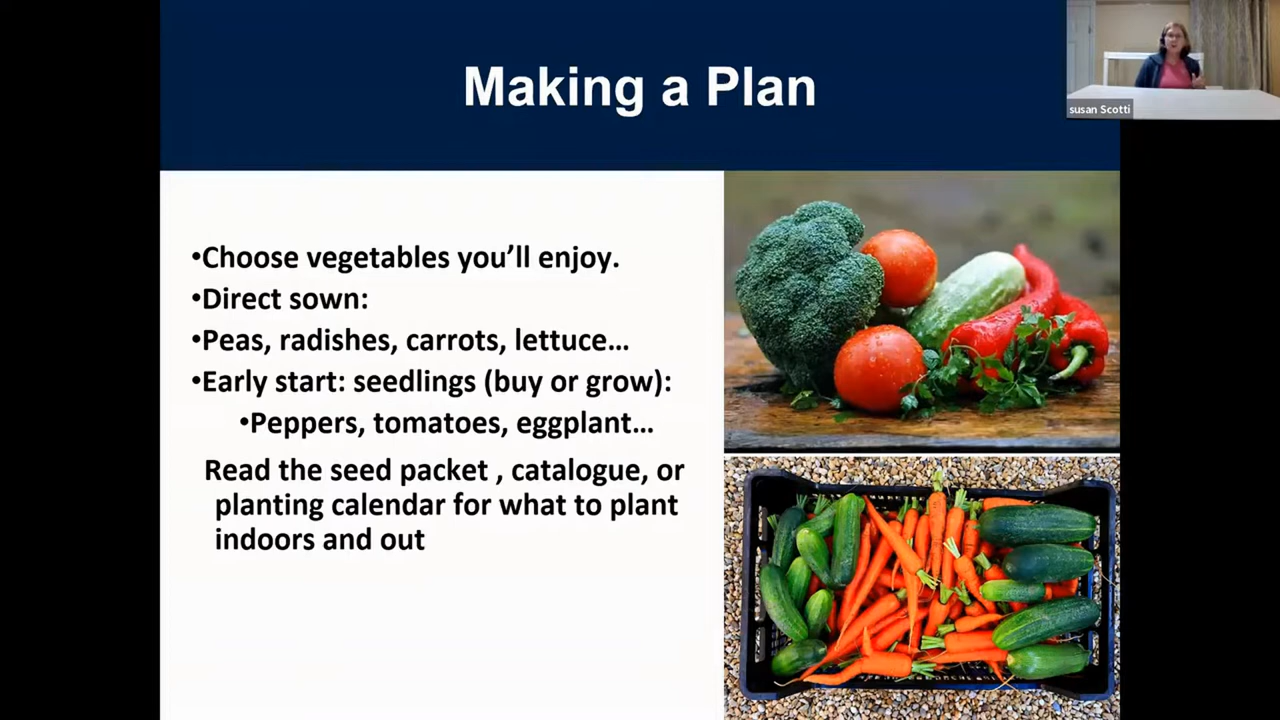 Making a Plan
susan Scotti
•Choose vegetables you’ll enjoy.
•Direct sown:
•Peas, radishes, carrots, lettuce...
•Early start: seedlings (buy or grow):
•Peppers, tomatoes, eggplant...
Read the seed packet , catalogue, or
planting calendar for what to plant
indoors and out